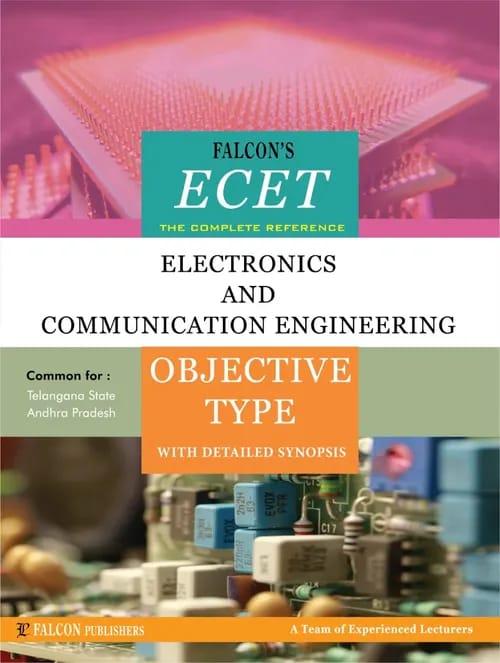 FALCON'S
ECET
THE COMPLETE REFERENCE
ELECTRONICS
AND
COMMUNICATION ENGINEERING
Common for :
Telangana State
Andhra Pradesh
OBJECTIVE
TYPE
WITH DETAILED SYNOPSIS
C17
FALCON PUBLISHERS
A Team of Experienced Lecturers